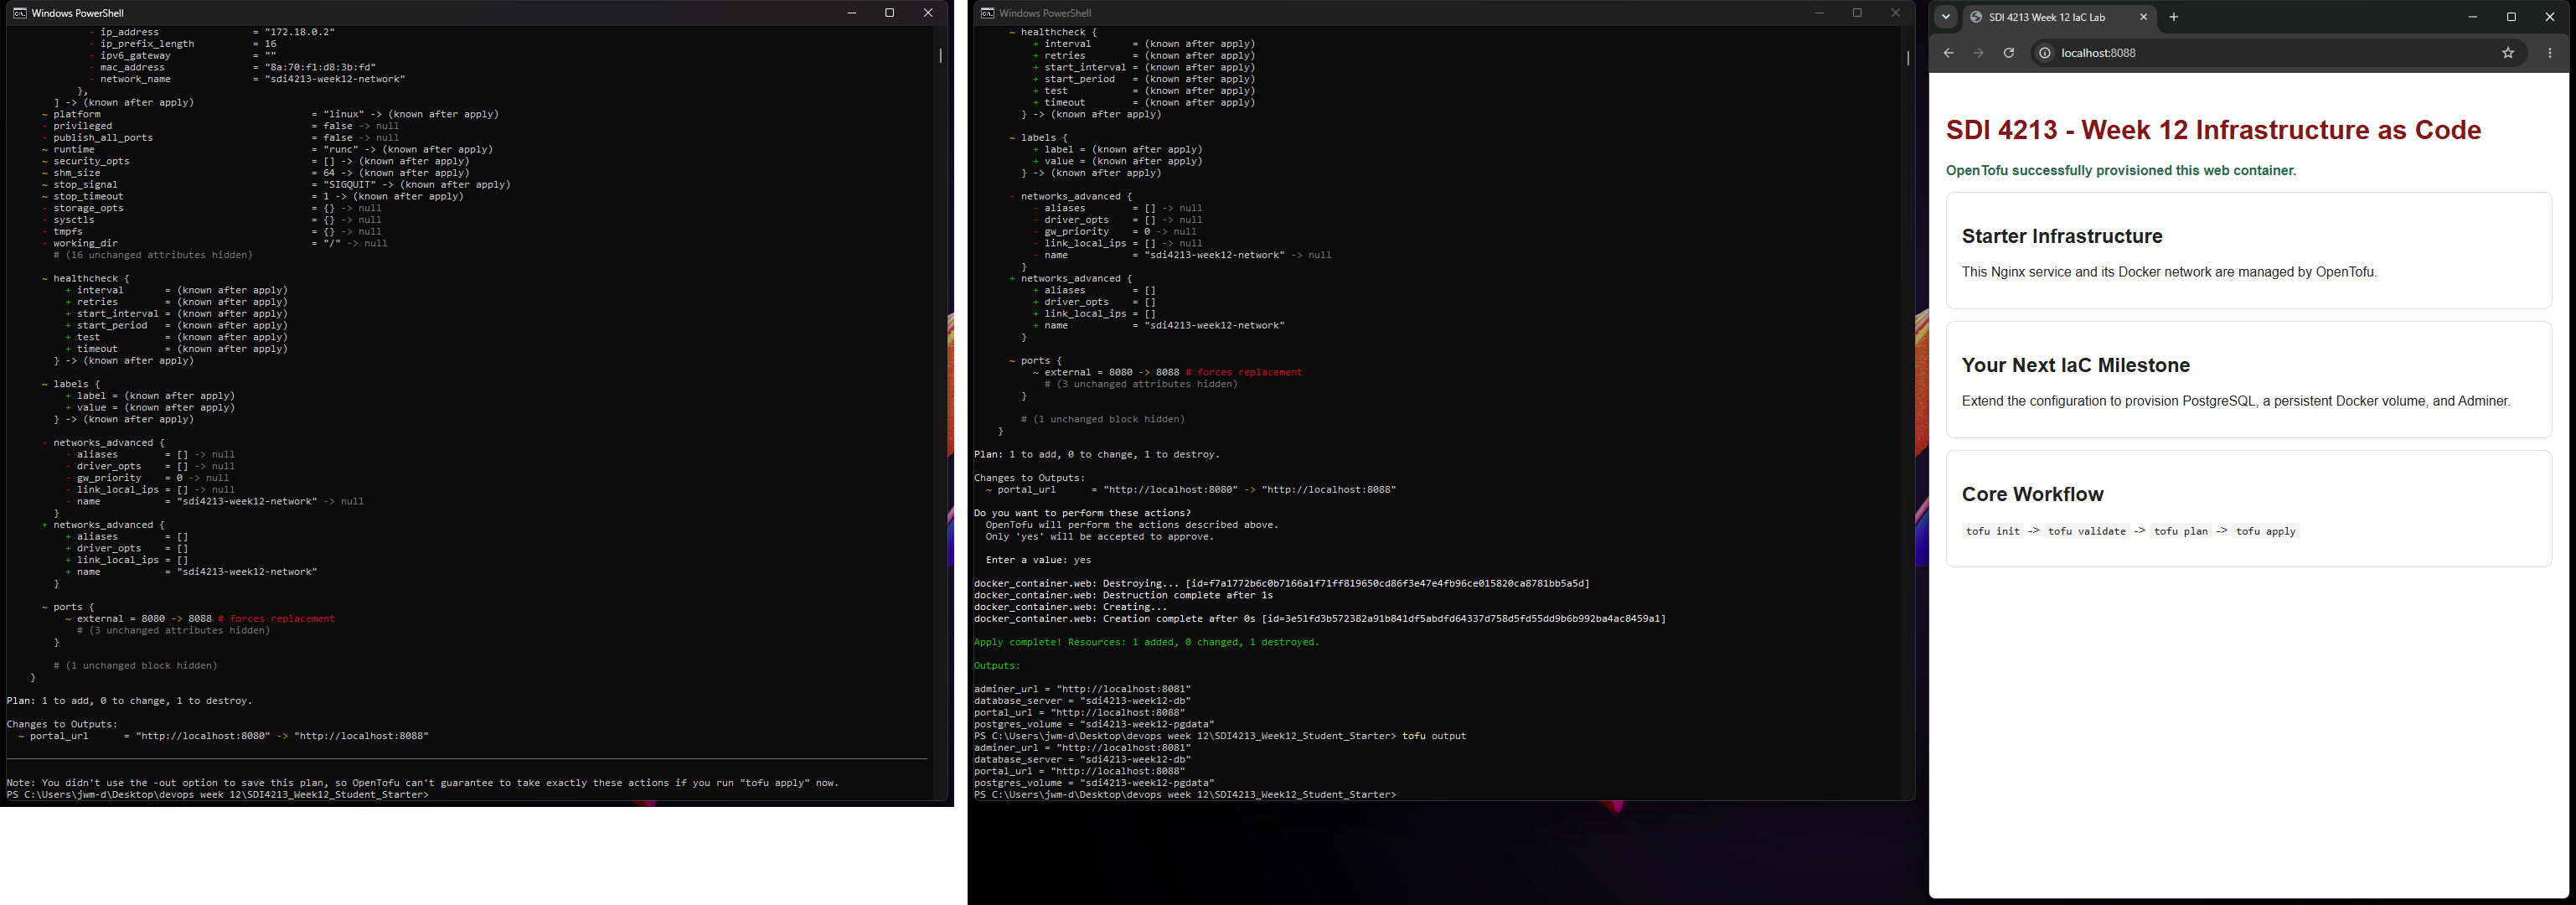 Windows PowerShell
- ip_address = "172.18.0.2"
- ip_prefix_length = 16
- ipv6_gateway = ""
- mac_address = "8a:70:f1:d8:3b:fd"
- network_name = "sdi4213-week12-network"
},
] -> (known after apply)
~ platform = "linux" -> (known after apply)
- privileged = false -> null
- publish_all_ports = false -> null
~ runtime = "runc" -> (known after apply)
~ security_opts = [] -> (known after apply)
~ shm_size = 64 -> (known after apply)
~ stop_signal = "SIGQUIT" -> (known after apply)
~ stop_timeout = 1 -> (known after apply)
- storage_opts = {} -> null
- sysctls = {} -> null
- tmpfs = {} -> null
- working_dir = "/" -> null
# (16 unchanged attributes hidden)
~ healthcheck {
+ interval = (known after apply)
+ retries = (known after apply)
+ start_interval = (known after apply)
+ start_period = (known after apply)
+ test = (known after apply)
+ timeout = (known after apply)
} -> (known after apply)
~ labels {
+ label = (known after apply)
+ value = (known after apply)
} -> (known after apply)
- networks_advanced {
- aliases = [] -> null
- driver_opts = [] -> null
- gw_priority = 0 -> null
- link_local_ips = [] -> null
- name = "sdi4213-week12-network" -> null
}
+ networks_advanced {
+ aliases = []
+ driver_opts = []
+ link_local_ips = []
+ name = "sdi4213-week12-network"
}
~ ports {
~ external = 8080 -> 8088 # forces replacement
# (3 unchanged attributes hidden)
}
# (1 unchanged block hidden)
}
Plan: 1 to add, 0 to change, 1 to destroy.
Changes to Outputs:
~ portal_url = "http://localhost:8080" -> "http://localhost:8088"
Note: You didn't use the -out option to save this plan, so OpenTofu can't guarantee to take exactly these actions if you run "tofu apply" now.
PS C:\Users\jwm-d\Desktop\devops week 12\SDI4213_Week12_Student_Starter>
Windows PowerShell
~ healthcheck {
+ interval = (known after apply)
+ retries = (known after apply)
+ start_interval = (known after apply)
+ start_period = (known after apply)
+ test = (known after apply)
+ timeout = (known after apply)
} -> (known after apply)
~ labels {
+ label = (known after apply)
+ value = (known after apply)
} -> (known after apply)
- networks_advanced {
- aliases = [] -> null
- driver_opts = [] -> null
- gw_priority = 0 -> null
- link_local_ips = [] -> null
- name = "sdi4213-week12-network" -> null
}
+ networks_advanced {
+ aliases = []
+ driver_opts = []
+ link_local_ips = []
+ name = "sdi4213-week12-network"
}
~ ports {
~ external = 8080 -> 8088 # forces replacement
# (3 unchanged attributes hidden)
}
# (1 unchanged block hidden)
}
Plan: 1 to add, 0 to change, 1 to destroy.
Changes to Outputs:
~ portal_url = "http://localhost:8080" -> "http://localhost:8088"
Do you want to perform these actions?
OpenTofu will perform the actions described above.
Only 'yes' will be accepted to approve.
Enter a value: yes
docker_container.web: Destroying... [id=f7a1772b6c0b7166a1f71ff819650cd86f3e47e4fb96ce015820ca8781bb5a5d]
docker_container.web: Destruction complete after 1s
docker_container.web: Creating...
docker_container.web: Creation complete after 0s [id=3e51fd3b572382a91b841df5abdfd64337d758d5fd55dd9b6b992ba4ac8459a1]
Apply complete! Resources: 1 added, 0 changed, 1 destroyed.
Outputs:
adminer_url = "http://localhost:8081"
database_server = "sdi4213-week12-db"
portal_url = "http://localhost:8088"
postgres_volume = "sdi4213-week12-pgdata"
PS C:\Users\jwm-d\Desktop\devops week 12\SDI4213_Week12_Student_Starter> tofu output
adminer_url = "http://localhost:8081"
database_server = "sdi4213-week12-db"
portal_url = "http://localhost:8088"
postgres_volume = "sdi4213-week12-pgdata"
PS C:\Users\jwm-d\Desktop\devops week 12\SDI4213_Week12_Student_Starter>
SDI 4213 Week 12 IaC Lab
localhost:8088
SDI 4213 - Week 12 Infrastructure as Code
OpenTofu successfully provisioned this web container.
Starter Infrastructure
This Nginx service and its Docker network are managed by OpenTofu.
Your Next IaC Milestone
Extend the configuration to provision PostgreSQL, a persistent Docker volume, and Adminer.
Core Workflow
tofu init -> tofu validate -> tofu plan -> tofu apply